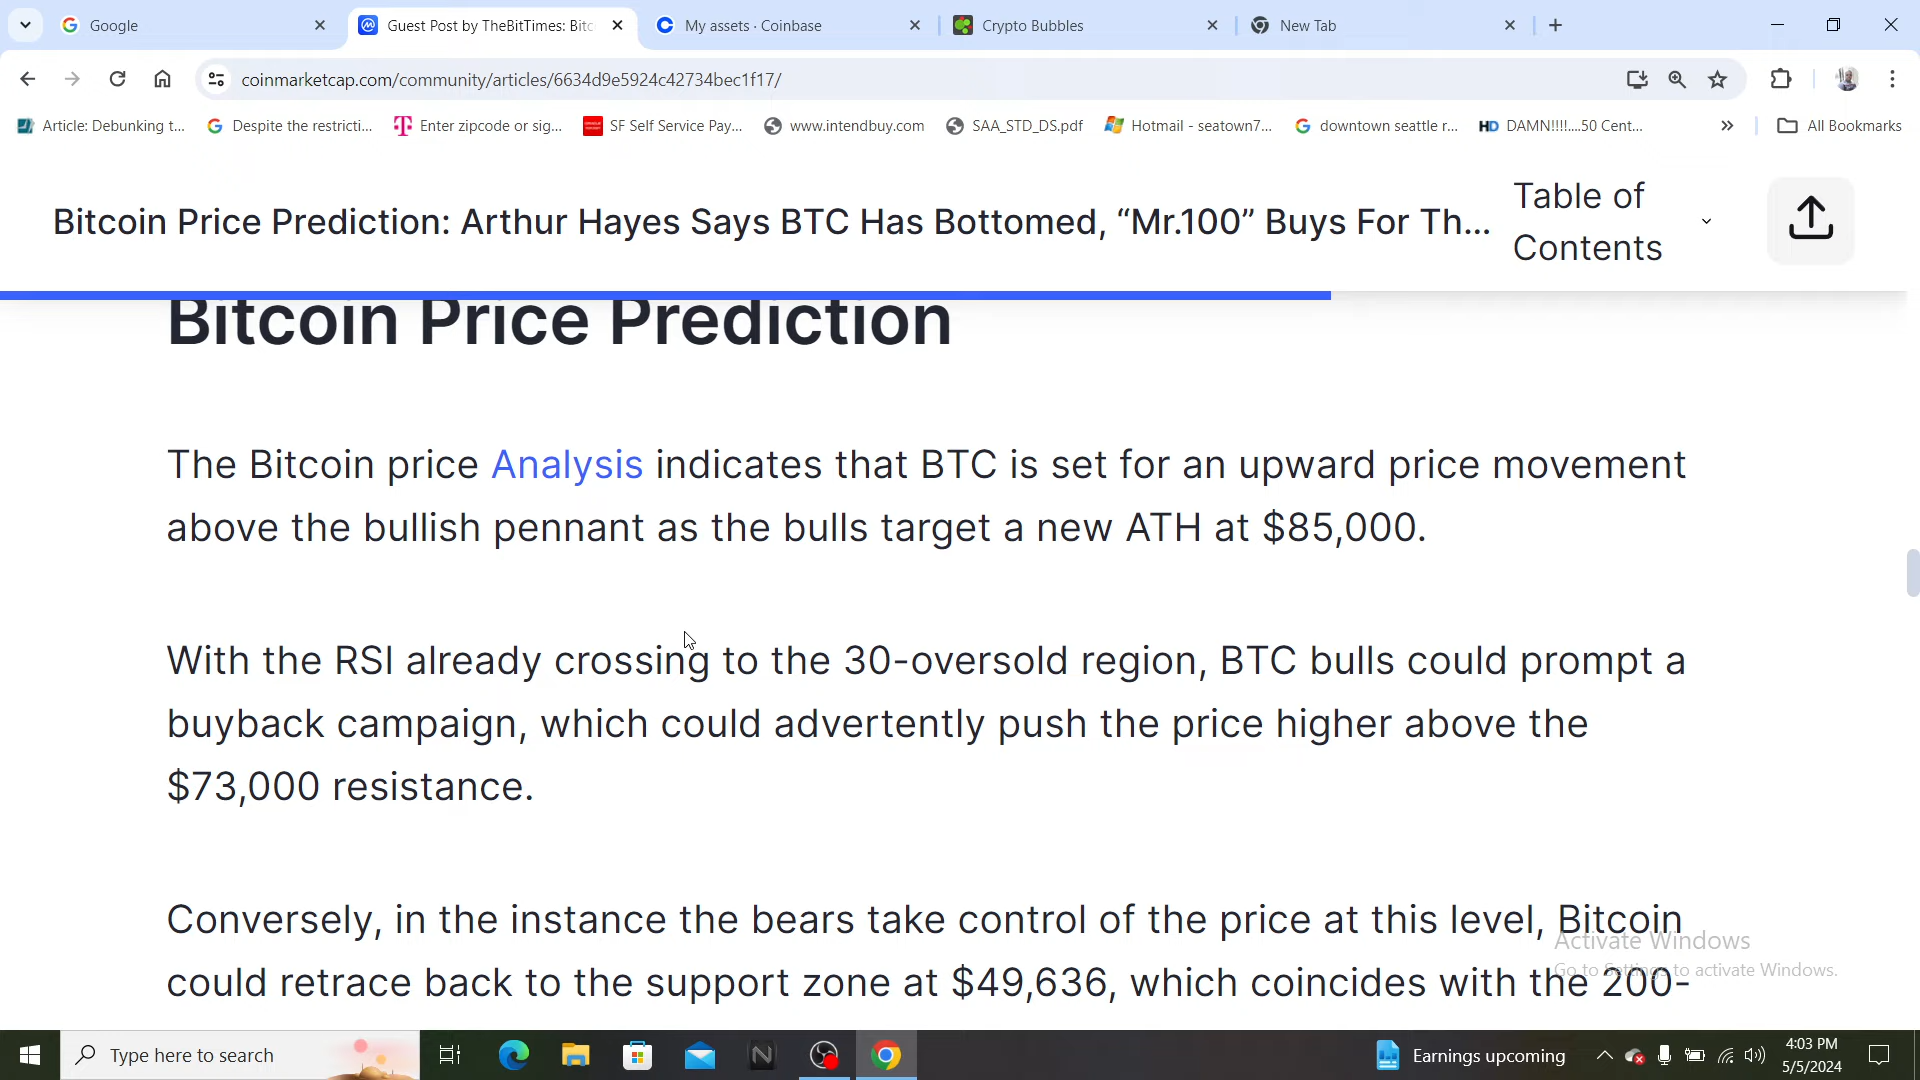 Google
Guest Post by TheBitTimes: Bitc
My assets · Coinbase
Crypto Bubbles
New Tab
coinmarketcap.com/community/articles/6634d9e5924c42734bec1f17/
Article: Debunking t...
Despite the restricti...
Enter zipcode or sig...
SF Self Service Pay...
www.intendbuy.com
SAA_STD_DS.pdf
Hotmail - seatown7...
downtown seattle r...
HD DAMN!!!!....50 Cent...
All Bookmarks
Bitcoin Price Prediction: Arthur Hayes Says BTC Has Bottomed, “Mr.100” Buys For Th...
Table of
Contents
Bitcoin Price Prediction
The Bitcoin price Analysis indicates that BTC is set for an upward price movement
above the bullish pennant as the bulls target a new ATH at $85,000.
With the RSI already crossing to the 30-oversold region, BTC bulls could prompt a
buyback campaign, which could advertently push the price higher above the
$73,000 resistance.
Conversely, in the instance the bears take control of the price at this level, Bitcoin
could retrace back to the support zone at $49,636, which coincides with the 200-
Activate Windows
Go to Settings to activate Windows.
Type here to search
Earnings upcoming
4:03 PM
5/5/2024